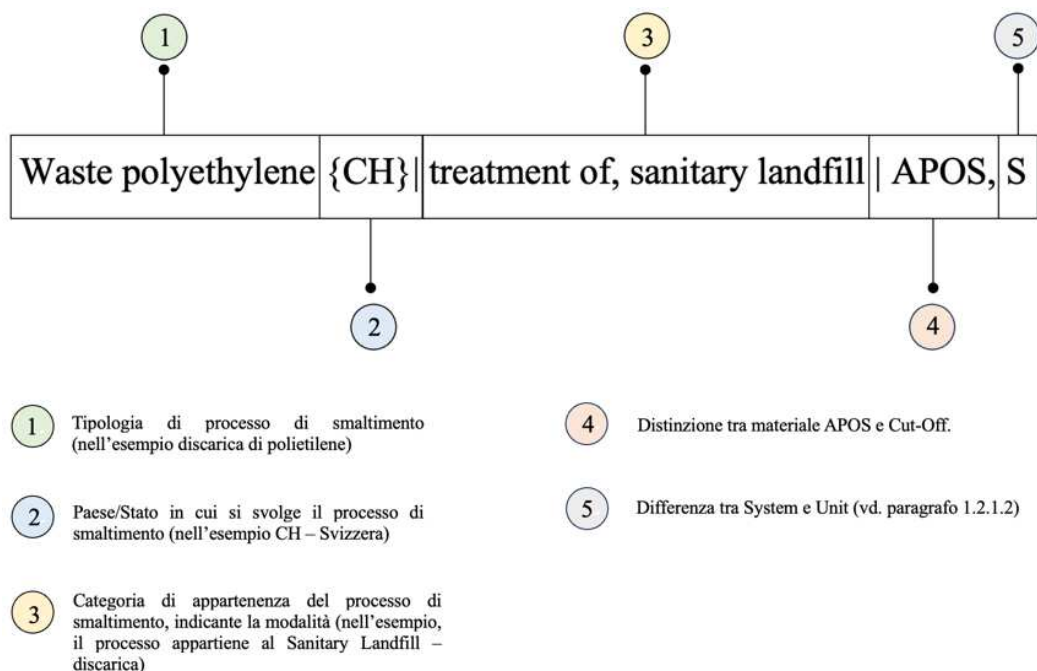 1
3
5
Waste polyethylene {CH}| treatment of, sanitary landfill | APOS, S
2
4
1 Tipologia di processo di smaltimento
(nell'esempio discarica di polietilene)
2 Paese/Stato in cui si svolge il processo di
smaltimento (nell'esempio CH – Svizzera)
3 Categoria di appartenenza del processo di
smaltimento, indicante la modalità (nell'esempio,
il processo appartiene al Sanitary Landfill –
discarica)
4 Distinzione tra materiale APOS e Cut-Off.
5 Differenza tra System e Unit (vd. paragrafo 1.2.1.2)